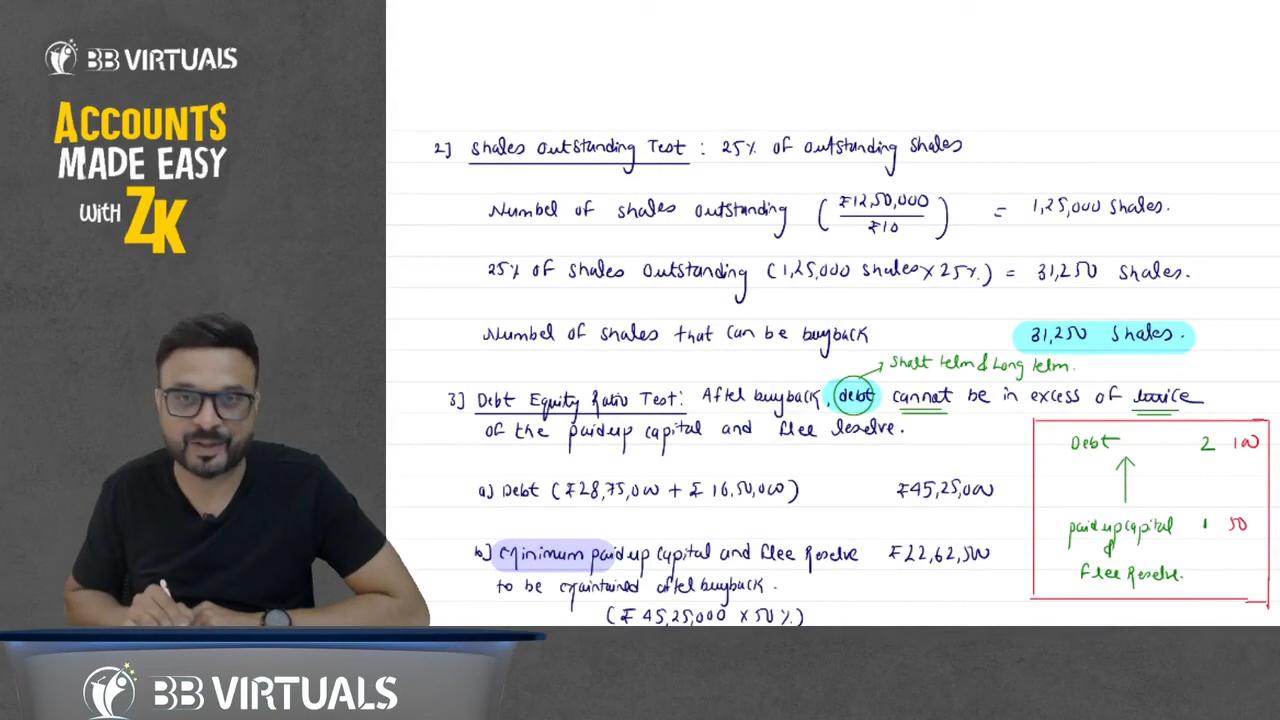 BB VIRTUALS
ACCOUNTS
MADE EASY
with ZK
2] Shares Outstanding Test : 25% of outstanding shares
Number of shares outstanding (₹12,50,000 / ₹10) = 1,25,000 shares.
25% of shares outstanding (1,25,000 shares x 25%) = 31,250 shares.
Number of shares that can be buyback 31,250 shares.
Short term & Long term.
3] Debt Equity Ratio Test : After buyback, debt cannot be in excess of twice
of the paidup capital and free reserve.
a) Debt (₹28,75,000 + ₹16,50,000) ₹45,25,000
b] Minimum paidup capital and free reserve ₹22,62,500
to be maintained after buyback.
(₹45,25,000 x 50%)
Debt 2 100
paid up capital 1 50
&
Free Reserve.
BB VIRTUALS